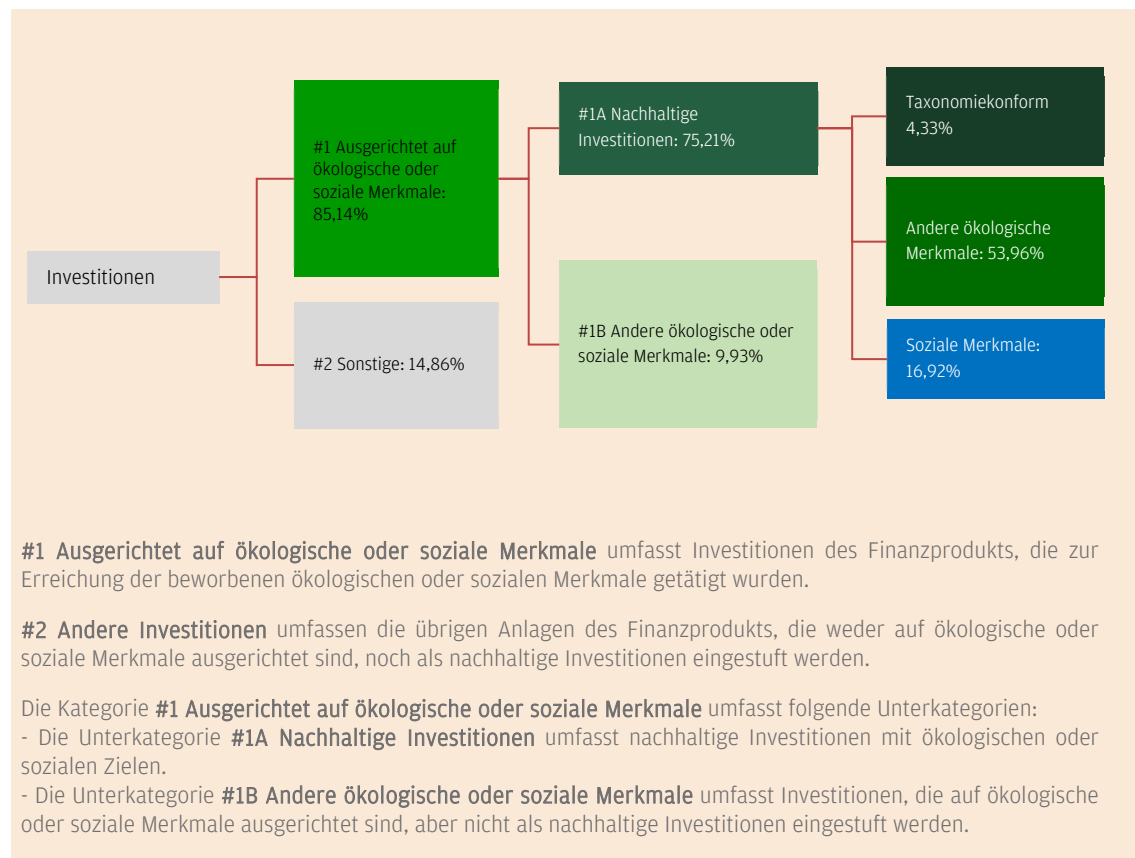 Investitionen
#1 Ausgerichtet auf
ökologische oder
soziale Merkmale:
85,14%
#2 Sonstige: 14,86%
#1A Nachhaltige
Investitionen: 75,21%
#1B Andere ökologische oder
soziale Merkmale: 9,93%
Taxonomiekonform
4,33%
Andere ökologische
Merkmale: 53,96%
Soziale Merkmale:
16,92%
#1 Ausgerichtet auf ökologische oder soziale Merkmale umfasst Investitionen des Finanzprodukts, die zur
Erreichung der beworbenen ökologischen oder sozialen Merkmale getätigt wurden.
#2 Andere Investitionen umfassen die übrigen Anlagen des Finanzprodukts, die weder auf ökologische oder
soziale Merkmale ausgerichtet sind, noch als nachhaltige Investitionen eingestuft werden.
Die Kategorie #1 Ausgerichtet auf ökologische oder soziale Merkmale umfasst folgende Unterkategorien:
- Die Unterkategorie #1A Nachhaltige Investitionen umfasst nachhaltige Investitionen mit ökologischen oder
sozialen Zielen.
- Die Unterkategorie #1B Andere ökologische oder soziale Merkmale umfasst Investitionen, die auf ökologische
oder soziale Merkmale ausgerichtet sind, aber nicht als nachhaltige Investitionen eingestuft werden.